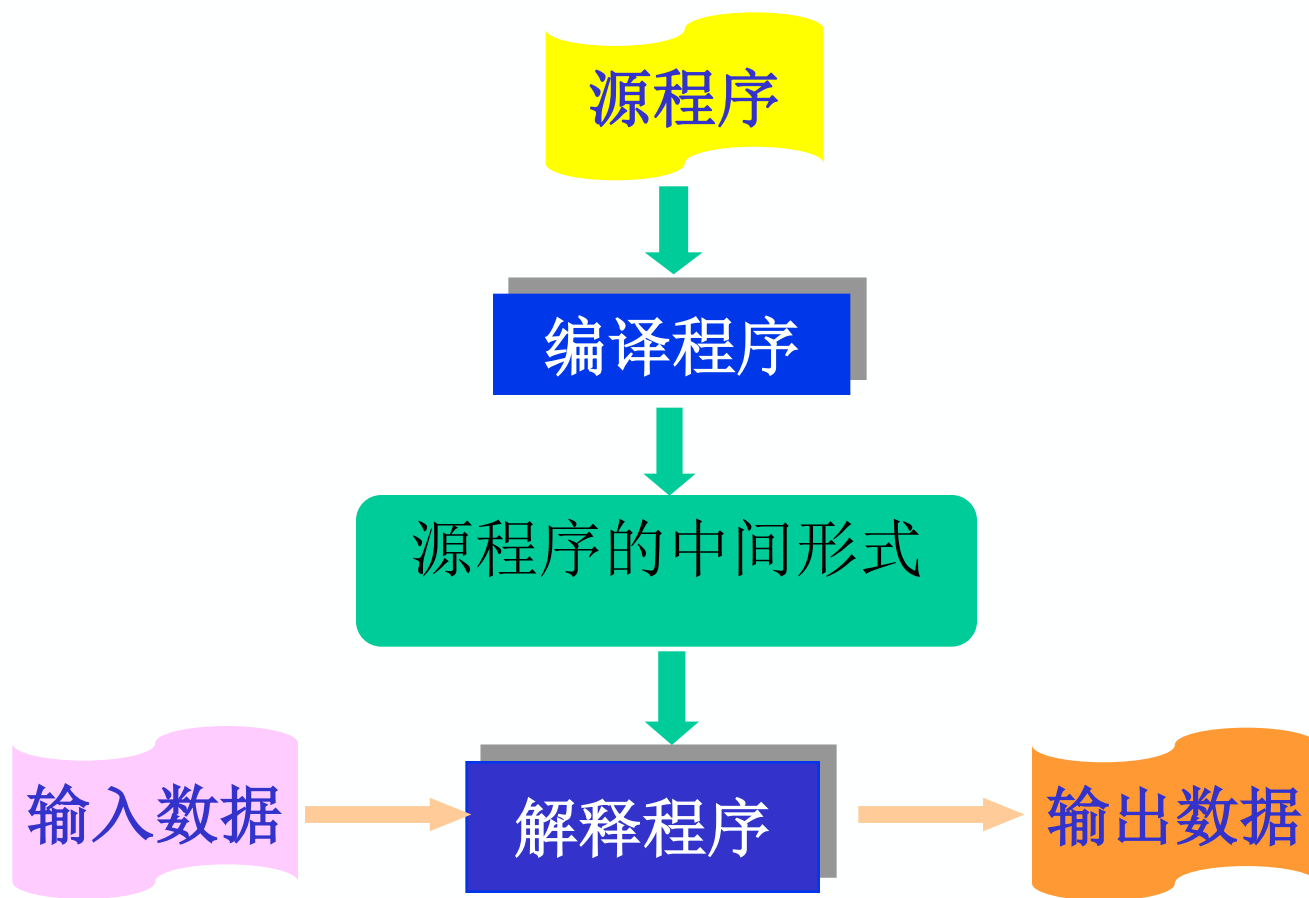 源程序
编译程序
源程序的中间形式
输入数据
解释程序
输出数据